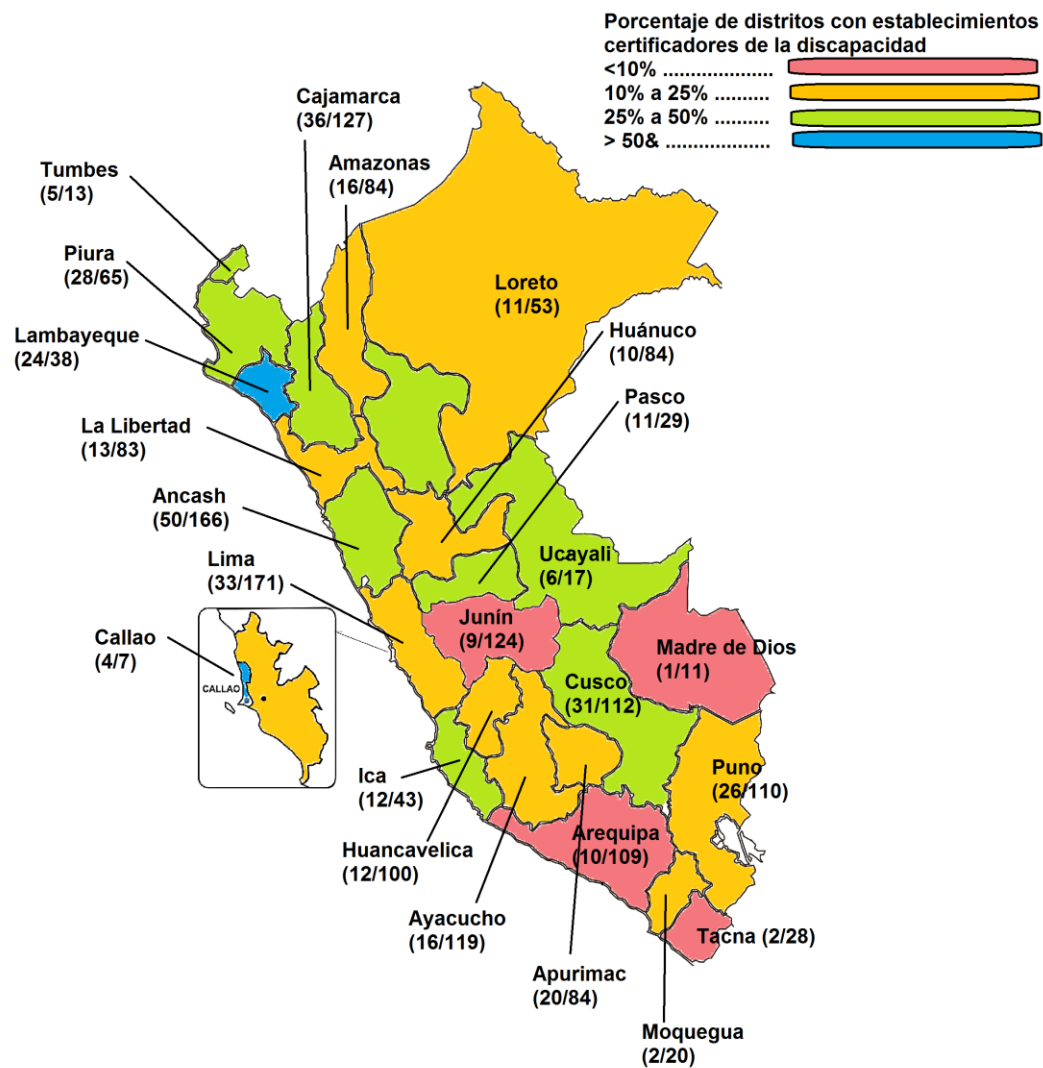 Porcentaje de distritos con establecimientos
certificadores de la discapacidad
<10% .....................
10% a 25% ..........
25% a 50% ..........
> 50& ...................
Cajamarca
(36/127)
Amazonas
(16/84)
Tumbes
(5/13)
Piura
(28/65)
Loreto
(11/53)
Lambayeque
(24/38)
Huánuco
(10/84)
Pasco
(11/29)
La Libertad
(13/83)
Ancash
(50/166)
Lima
(33/171)
Ucayali
(6/17)
Junín
(9/124)
Madre de Dios
(1/11)
Callao
(4/7)
CALLAO
Cusco
(31/112)
Ica
(12/43)
Puno
(26/110)
Huancavelica
(12/100)
Arequipa
(10/109)
Ayacucho
(16/119)
Tacna (2/28)
Apurimac
(20/84)
Moquegua
(2/20)